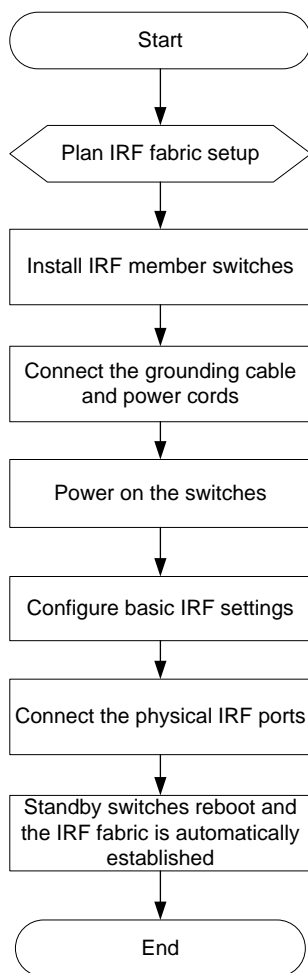 Start
Plan IRF fabric setup
Install IRF member switches
Connect the grounding cable
and power cords
Power on the switches
Configure basic IRF settings
Connect the physical IRF ports
Standby switches reboot and
the IRF fabric is automatically
established
End